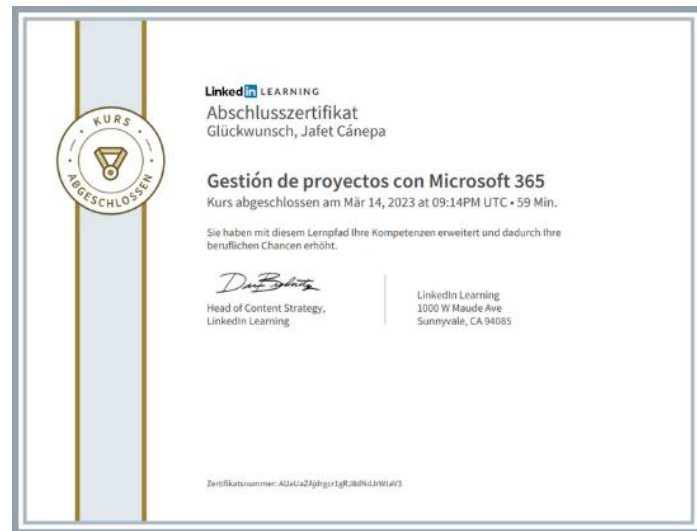 KURS
ABGESCHLOSSEN
Linked in LEARNING
Abschlusszertifikat
Glückwunsch, Jafet Cánepa
Gestión de proyectos con Microsoft 365
Kurs abgeschlossen am Mär 14, 2023 at 09:14PM UTC • 59 Min.
Sie haben mit diesem Lernpfad Ihre Kompetenzen erweitert und dadurch Ihre
beruflichen Chancen erhöht.
Head of Content Strategy,
LinkedIn Learning
LinkedIn Learning
1000 W Maude Ave
Sunnyvale, CA 94085
Zertifikatsnummer: